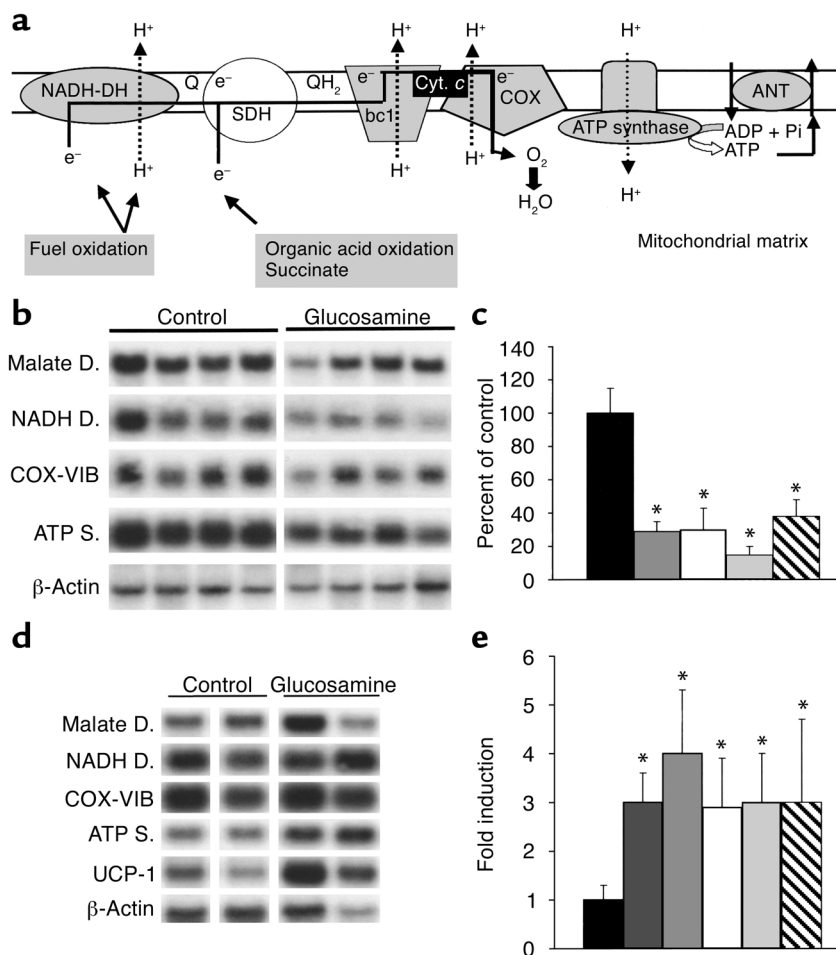 a
H⁺ H⁺ H⁺ H⁺
NADH-DH Q e⁻ SDH QH₂ e⁻ bc1 Cyt. c e⁻ COX ANT
ATP synthase ADP + Pi
ATP
e⁻ H⁺ e⁻ H⁺ H⁺ O₂ H⁺
H₂O
Fuel oxidation
Organic acid oxidation
Succinate
Mitochondrial matrix
b
Control Glucosamine
Malate D.
NADH D.
COX-VIB
ATP S.
β-Actin
c
Percent of control
140
120
100
80
60
40
20
0
* * * *
d
Control Glucosamine
Malate D.
NADH D.
COX-VIB
ATP S.
UCP-1
β-Actin
e
Fold induction
6
5
4
3
2
1
0
* * * * *